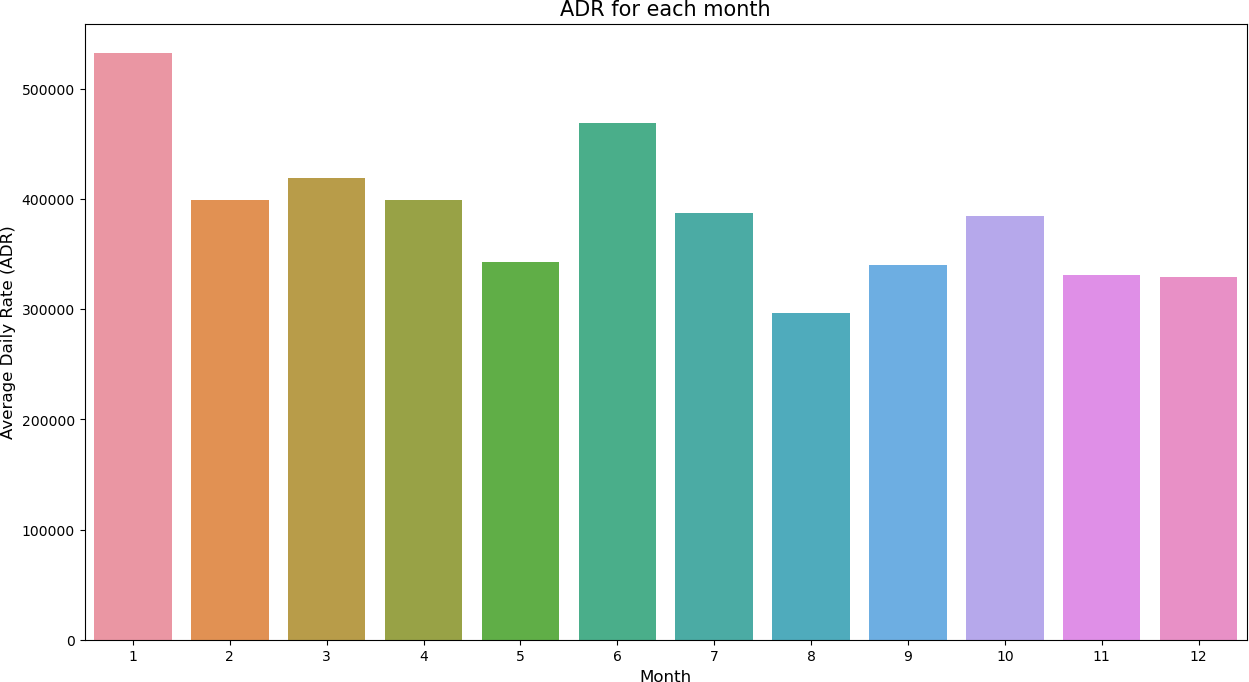 ADR for each month
Average Daily Rate (ADR)
500000
400000
300000
200000
100000
0
1 2 3 4 5 6 7 8 9 10 11 12
Month